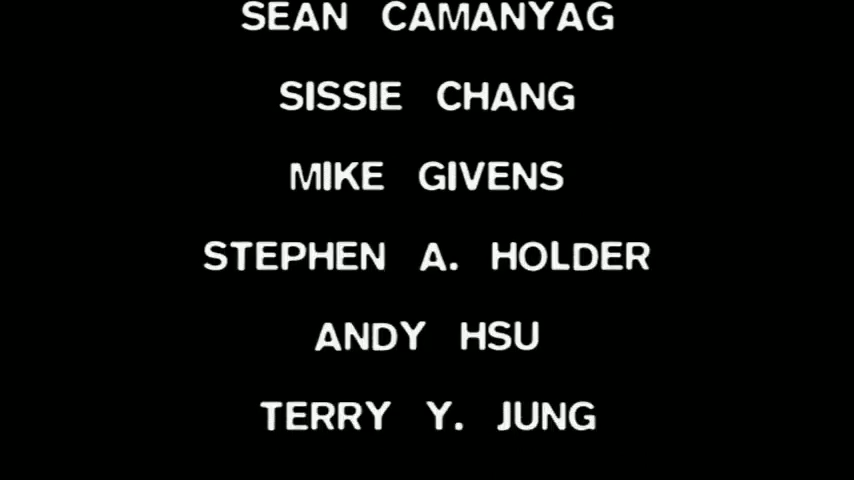 SEAN CAMANYAG
SISSIE CHANG
MIKE GIVENS
STEPHEN A. HOLDER
ANDY HSU
TERRY Y. JUNG